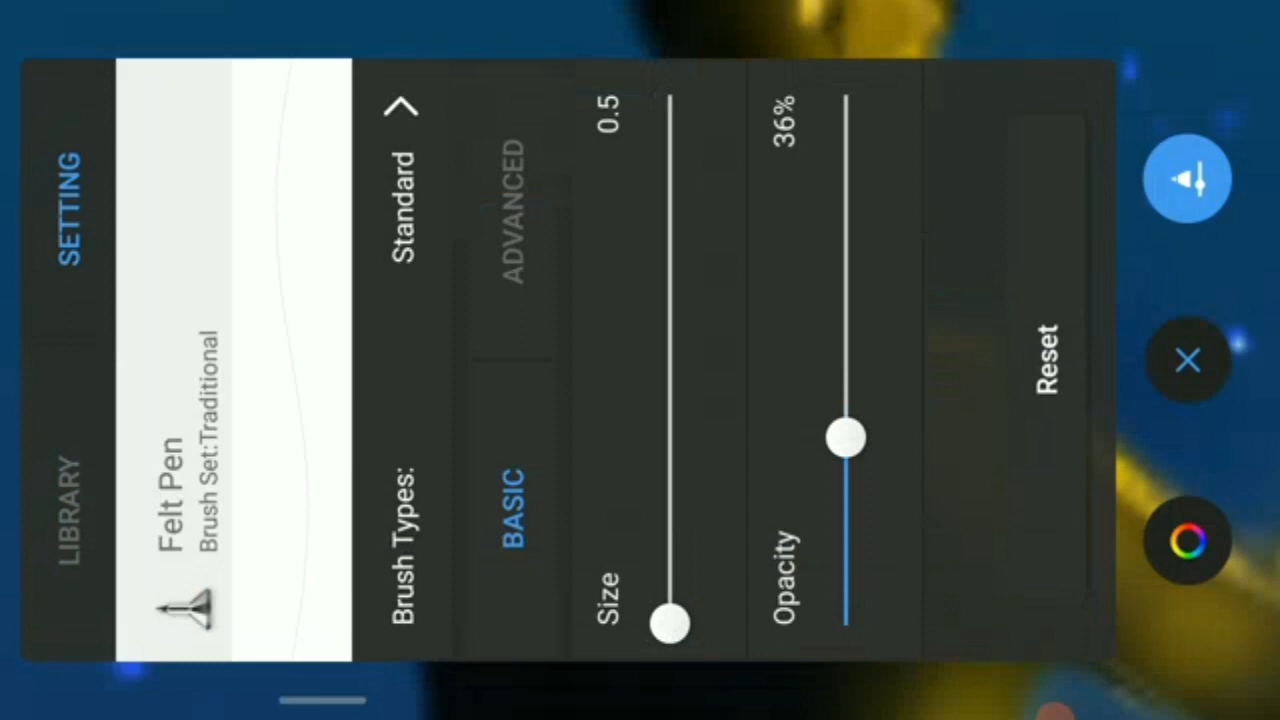 LIBRARY SETTING
Felt Pen
Brush Set:Traditional
Brush Types: Standard
BASIC ADVANCED
Size 0.5
Opacity 36%
Reset